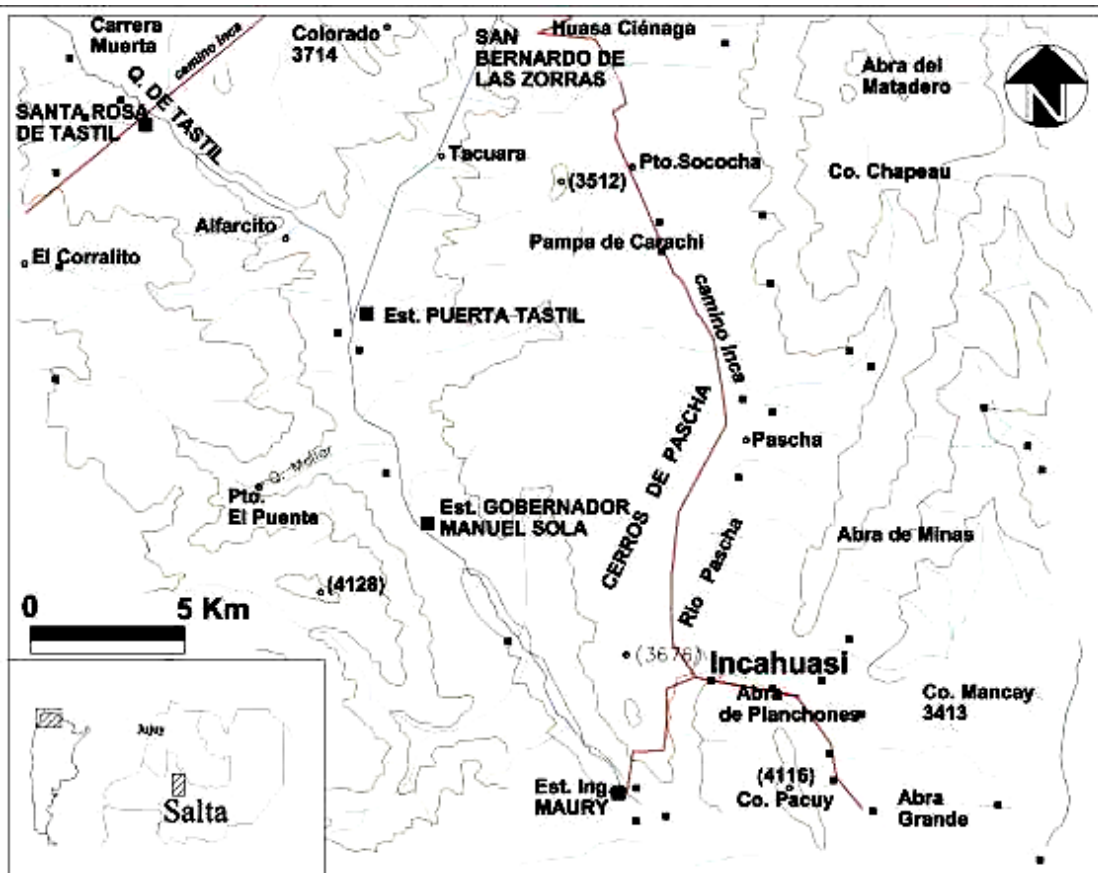 Carrera
Muerta
camino inca
Colorado
3714
SAN
BERNARDO DE
LAS ZORRAS
Huasa Ciénaga
Abra del
Matadero
N
Q. DE TASTIL
SANTA ROSA
DE TASTIL
Tacuara
(3512)
Pto.Sococha
Co. Chapeau
Alfarcito
Pampa de Carachi
El Corralito
camino inca
Est. PUERTA TASTIL
CERROS DE PASCHA
Pascha
Q. Mollar
Pto.
El Puente
Est. GOBERNADOR
MANUEL SOLA
Abra de Minas
Rio Pascha
(4128)
0 5 Km
(3676)
Incahuasi
Abra
de Planchones
Co. Mancay
3413
Jujuy
Salta
Est. Ing.
MAURY
(4116)
Co. Pacuy
Abra
Grande